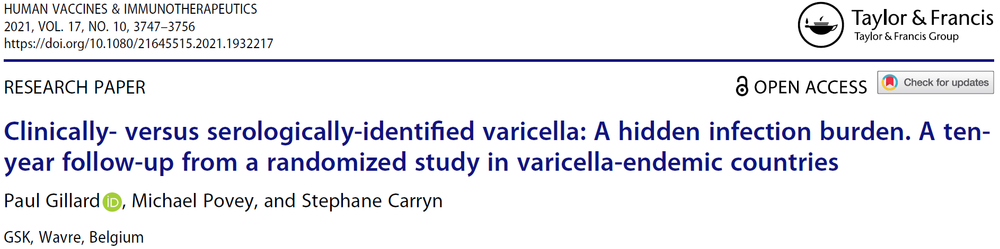 HUMAN VACCINES & IMMUNOTHERAPEUTICS
2021, VOL. 17, NO. 10, 3747–3756
https://doi.org/10.1080/21645515.2021.1932217
Taylor & Francis
Taylor & Francis Group
RESEARCH PAPER
OPEN ACCESS
Check for updates
Clinically- versus serologically-identified varicella: A hidden infection burden. A ten-
year follow-up from a randomized study in varicella-endemic countries
Paul Gillard iD, Michael Povey, and Stephane Carryn
GSK, Wavre, Belgium